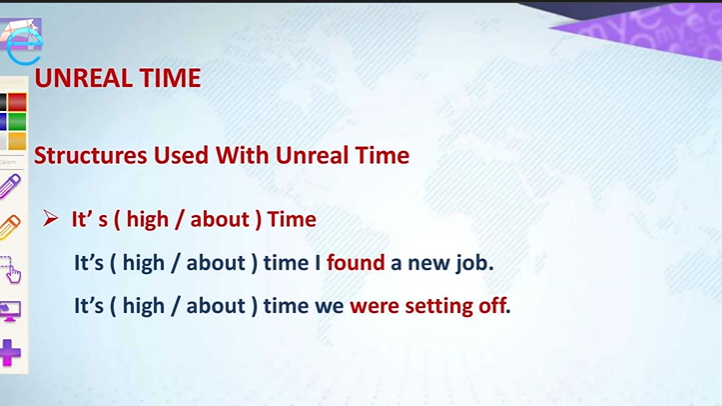 UNREAL TIME
Structures Used With Unreal Time
It’ s ( high / about ) Time
It’s ( high / about ) time I found a new job.
It’s ( high / about ) time we were setting off.